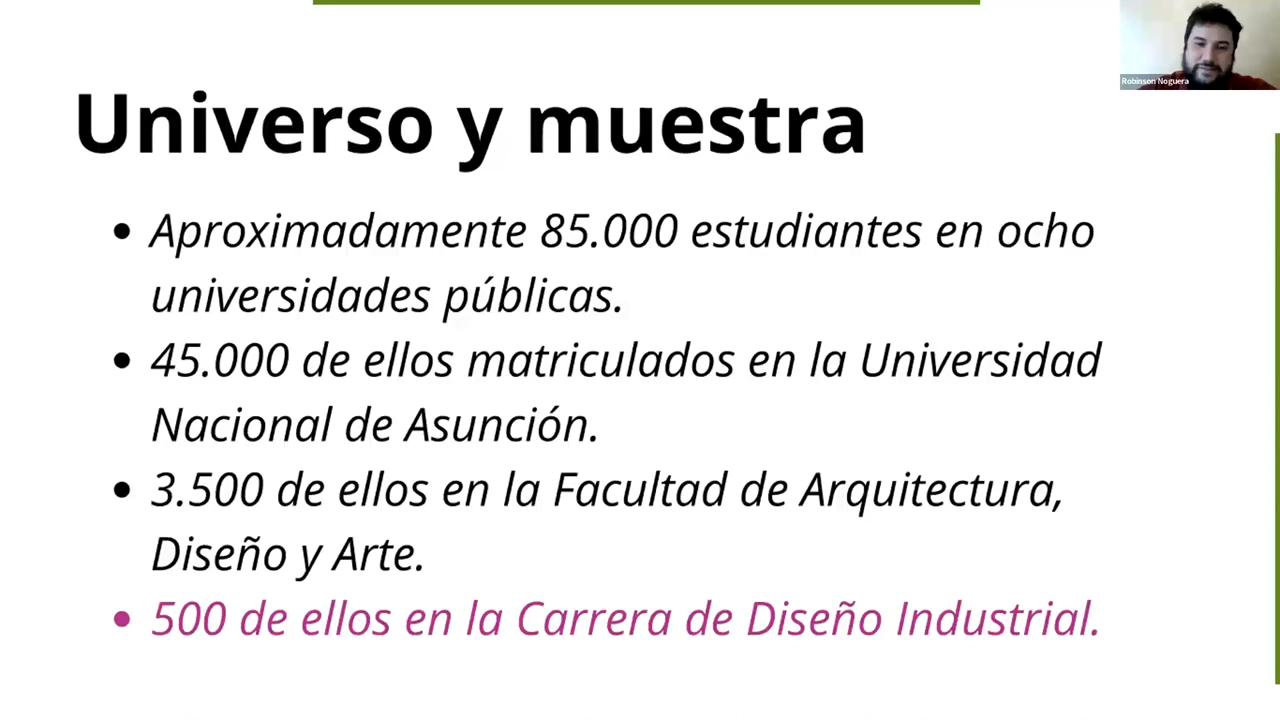 Robinson Noguera
Universo y muestra
• Aproximadamente 85.000 estudiantes en ocho
universidades públicas.
• 45.000 de ellos matriculados en la Universidad
Nacional de Asunción.
• 3.500 de ellos en la Facultad de Arquitectura,
Diseño y Arte.
• 500 de ellos en la Carrera de Diseño Industrial.